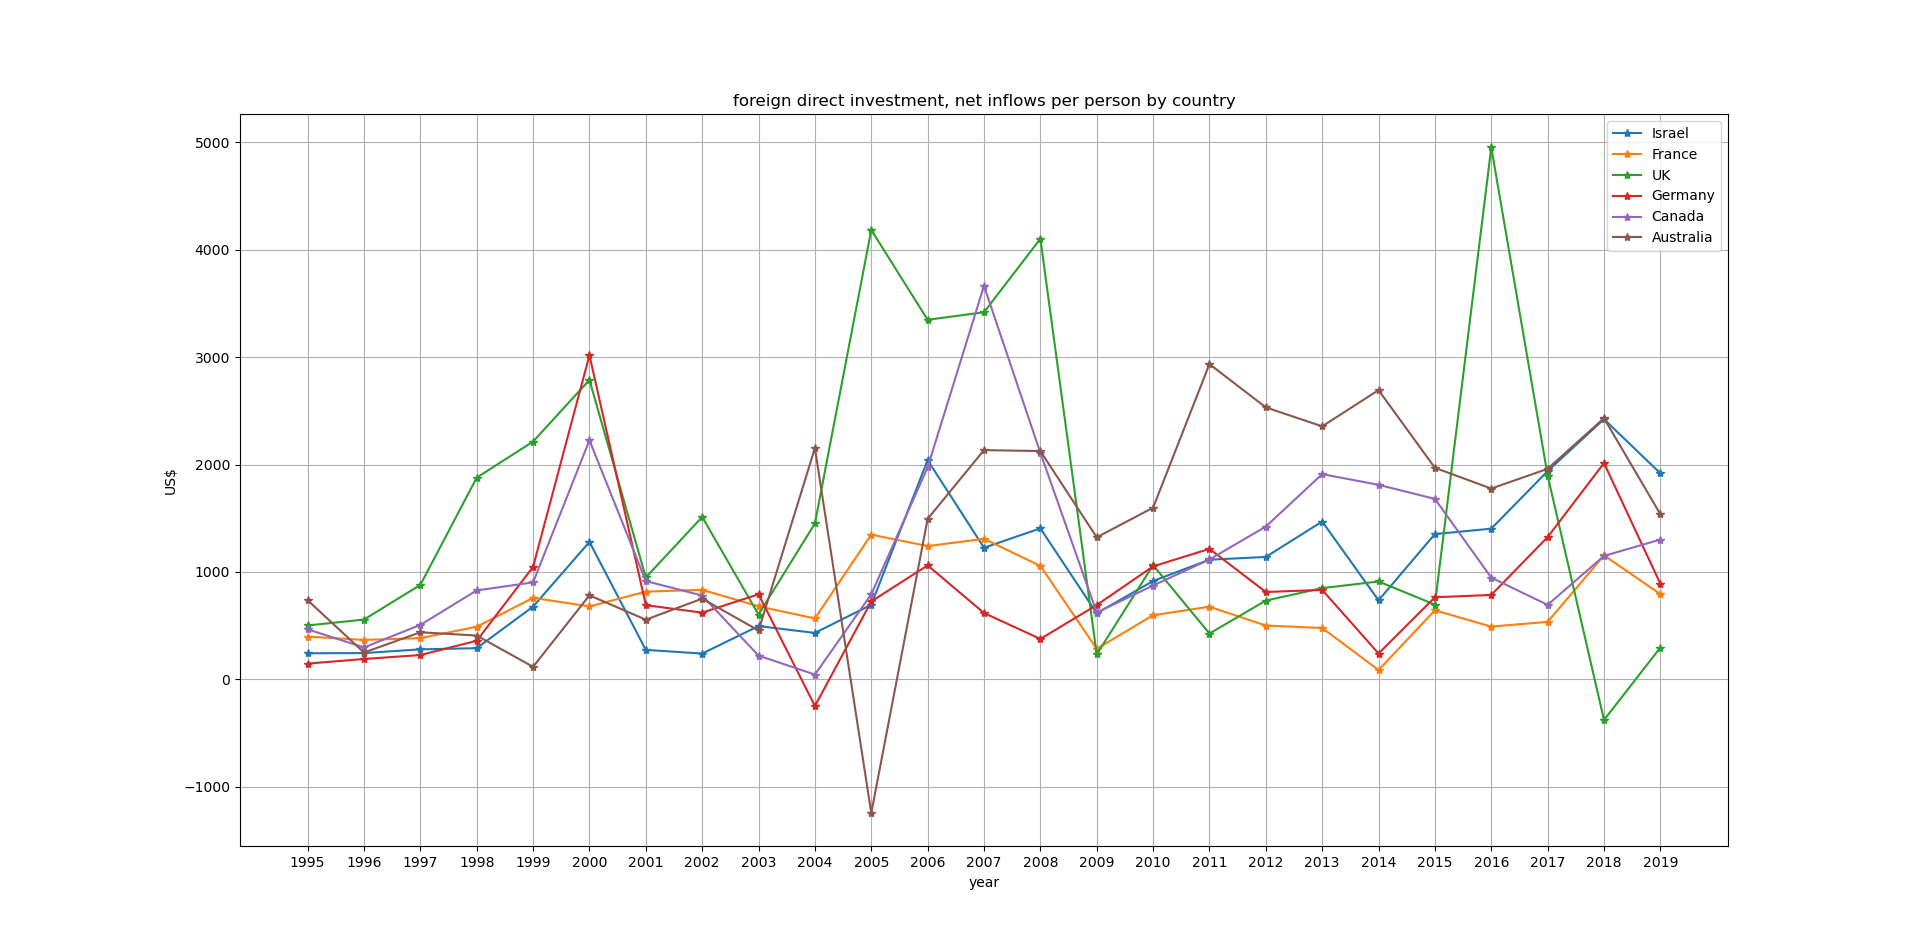 foreign direct investment, net inflows per person by country
Israel
France
UK
Germany
Canada
Australia
5000
4000
3000
2000
1000
0
−1000
US$
1995 1996 1997 1998 1999 2000 2001 2002 2003 2004 2005 2006 2007 2008 2009 2010 2011 2012 2013 2014 2015 2016 2017 2018 2019
year